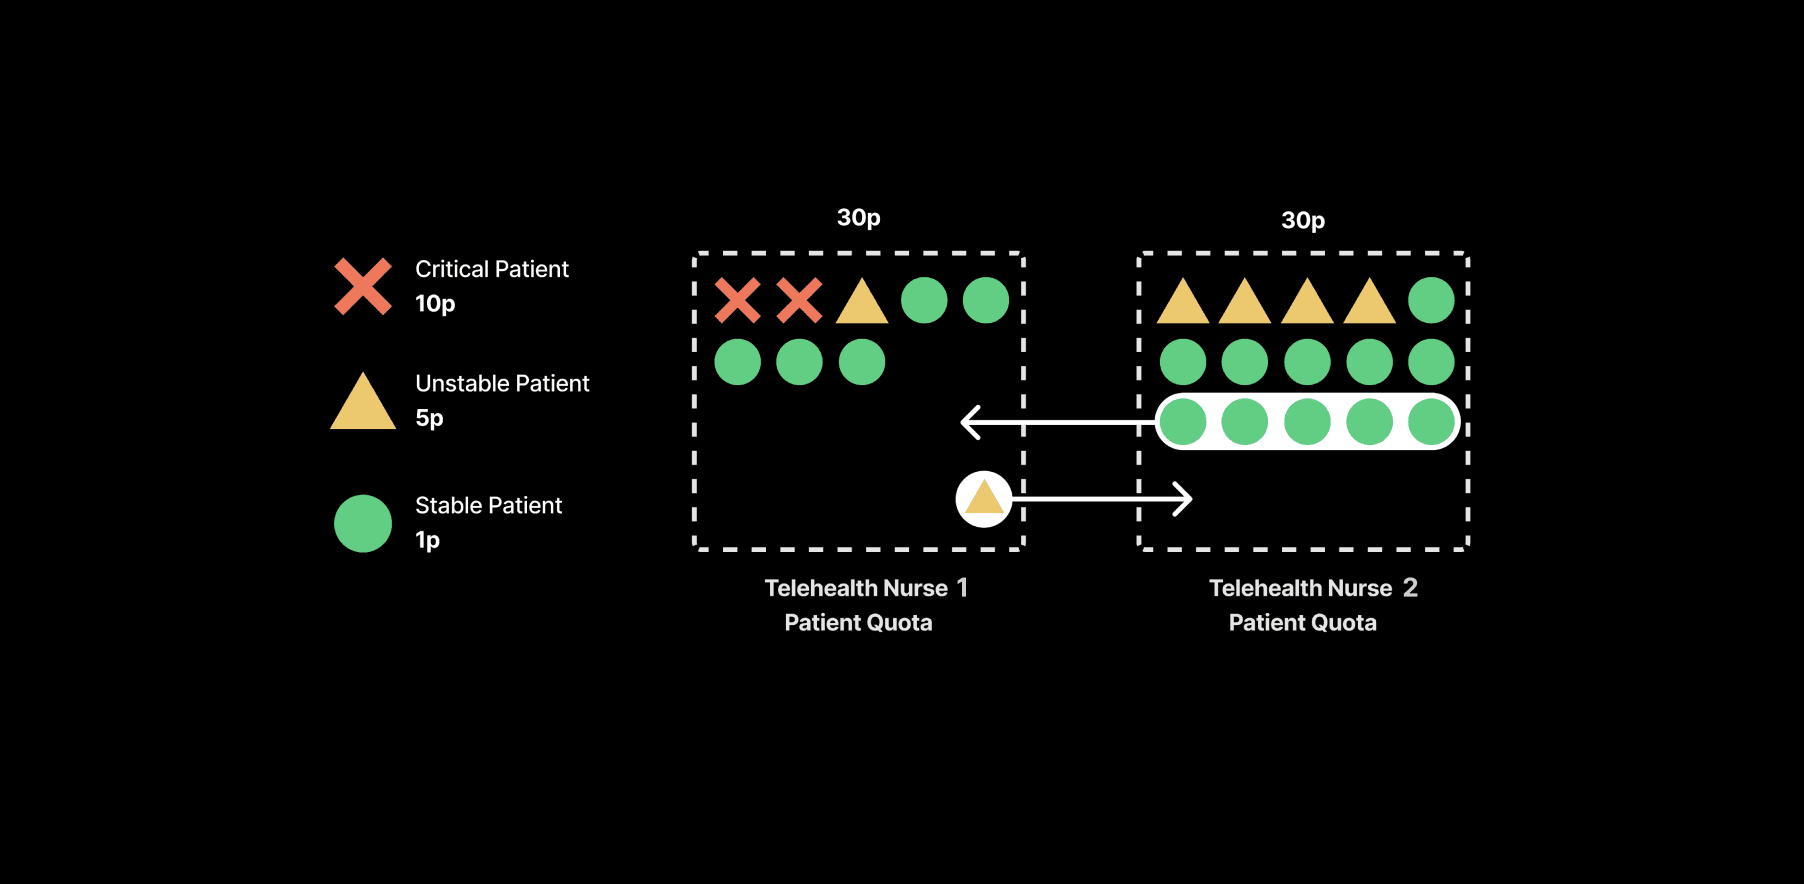 Critical Patient
10p
Unstable Patient
5p
Stable Patient
1p
30p
Telehealth Nurse 1
Patient Quota
30p
Telehealth Nurse 2
Patient Quota